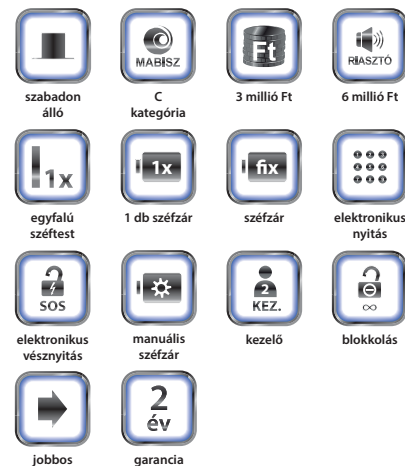 MABISZ
Ft
RIASZTÓ
szabadon
álló
C
kategória
3 millió Ft
6 millió Ft
1x
1x
fix
egyfalú
széftest
1 db széfzár
széfzár
elektronikus
nyitás
SOS
2
KEZ.
∞
elektronikus
vésznyitás
manuális
széfzár
kezelő
blokkolás
2
év
jobbos
garancia